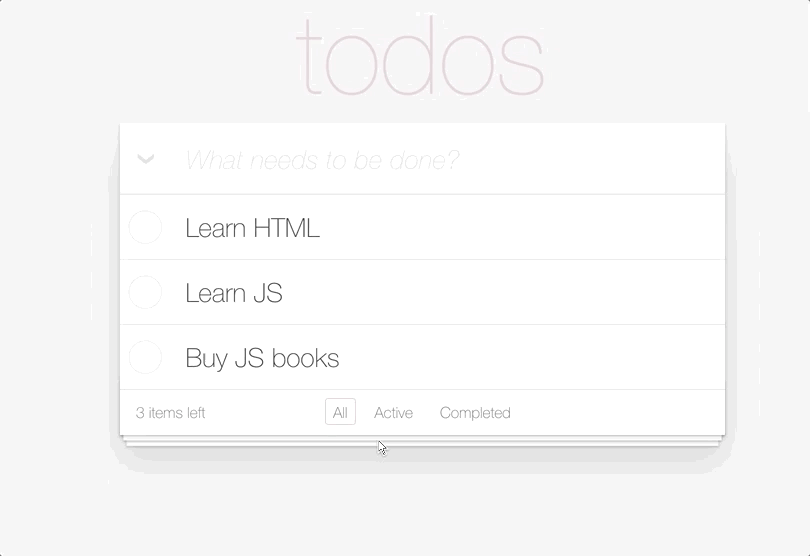 todos
What needs to be done?
Learn HTML
Learn JS
Buy JS books
3 items left All Active Completed